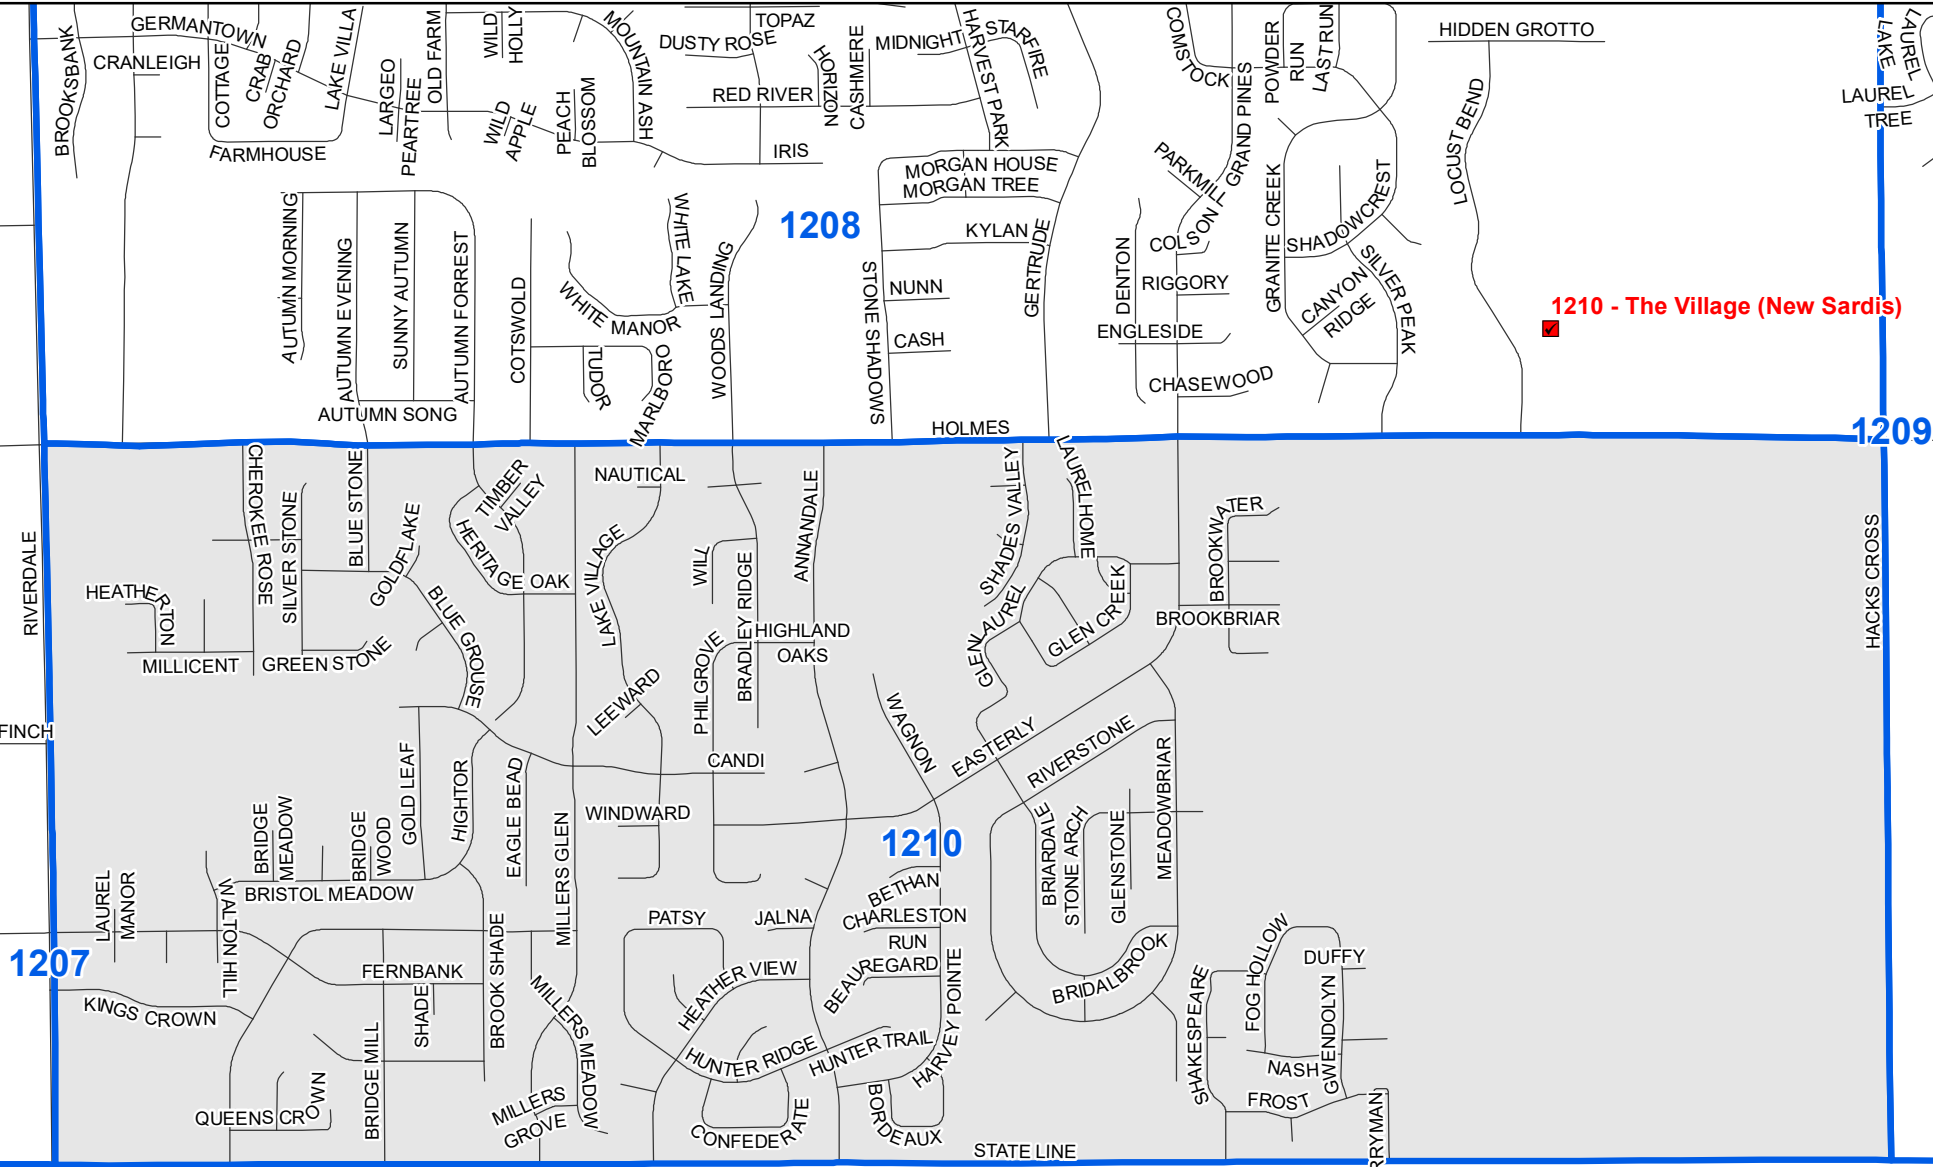 GERMANTOWN
BROOKSBANK
CRANLEIGH
COTTAGE
CRAB
ORCHARD
LAKE VILLA
FARMHOUSE
LARGEO
PEARTREE
OLD FARM
WILD
HOLLY
WILD
APPLE
PEACH
BLOSSOM
MOUNTAIN ASH
TOPAZ
DUSTY ROSE
RED RIVER
HORIZON
CASHMERE
MIDNIGHT
HARVEST PARK
STARFIRE
IRIS
MORGAN HOUSE
MORGAN TREE
KYLAN
NUNN
CASH
STONE SHADOWS
GERTRUDE
COMSTOCK
GRAND PINES
POWDER
RUN
LASTRUN
PARKMILL
COLSON
DENTON
RIGGORY
ENGLESIDE
CHASEWOOD
GRANITE CREEK
SHADOWCREST
SILVER PEAK
CANYON
RIDGE
HIDDEN GROTTO
LOCUST BEND
LAKE
LAUREL
LAUREL
TREE
1208
1210 - The Village (New Sardis)
1209
AUTUMN MORNING
AUTUMN EVENING
SUNNY AUTUMN
AUTUMN FORREST
AUTUMN SONG
COTSWOLD
WHITE MANOR
WHITE LAKE
TUDOR
MARLBORO
WOODS LANDING
HOLMES
RIVERDALE
FINCH
CHEROKEE ROSE
SILVER STONE
BLUE STONE
GOLDFLAKE
HEATHERTON
MILLICENT
GREEN STONE
BLUE GROUSE
TIMBER
VALLEY
HERITAGE OAK
NAUTICAL
LAKE VILLAGE
LEEWARD
WILL
BRADLEY RIDGE
PHILGROVE
ANNANDALE
HIGHLAND
OAKS
CANDI
WINDWARD
WAGNON
SHADES VALLEY
LAURELHOME
GLENLAUREL
GLEN CREEK
BROOKWATER
BROOKBRIAR
HACKS CROSS
EASTERLY
RIVERSTONE
MEADOWBRIAR
BRIARDALE
STONE ARCH
GLENSTONE
BRIDALBROOK
1210
GOLD LEAF
HIGHTOR
EAGLE BEAD
MILLERS GLEN
BRIDGE
MEADOW
BRIDGE
WOOD
BRISTOL MEADOW
LAUREL
MANOR
WALTON HILL
1207
KINGS CROWN
QUEENS CROWN
FERNBANK
SHADE
BRIDGE MILL
BROOK SHADE
MILLERS MEADOW
MILLERS
GROVE
PATSY
JALNA
HEATHER VIEW
HUNTER RIDGE
HUNTER TRAIL
CONFEDERATE
BORDEAUX
BETHAN
CHARLESTON
RUN
BEAUREGARD
HARVEY POINTE
SHAKESPEARE
FOG HOLLOW
DUFFY
GWENDOLYN
NASH
FROST
RRYMAN
STATE LINE